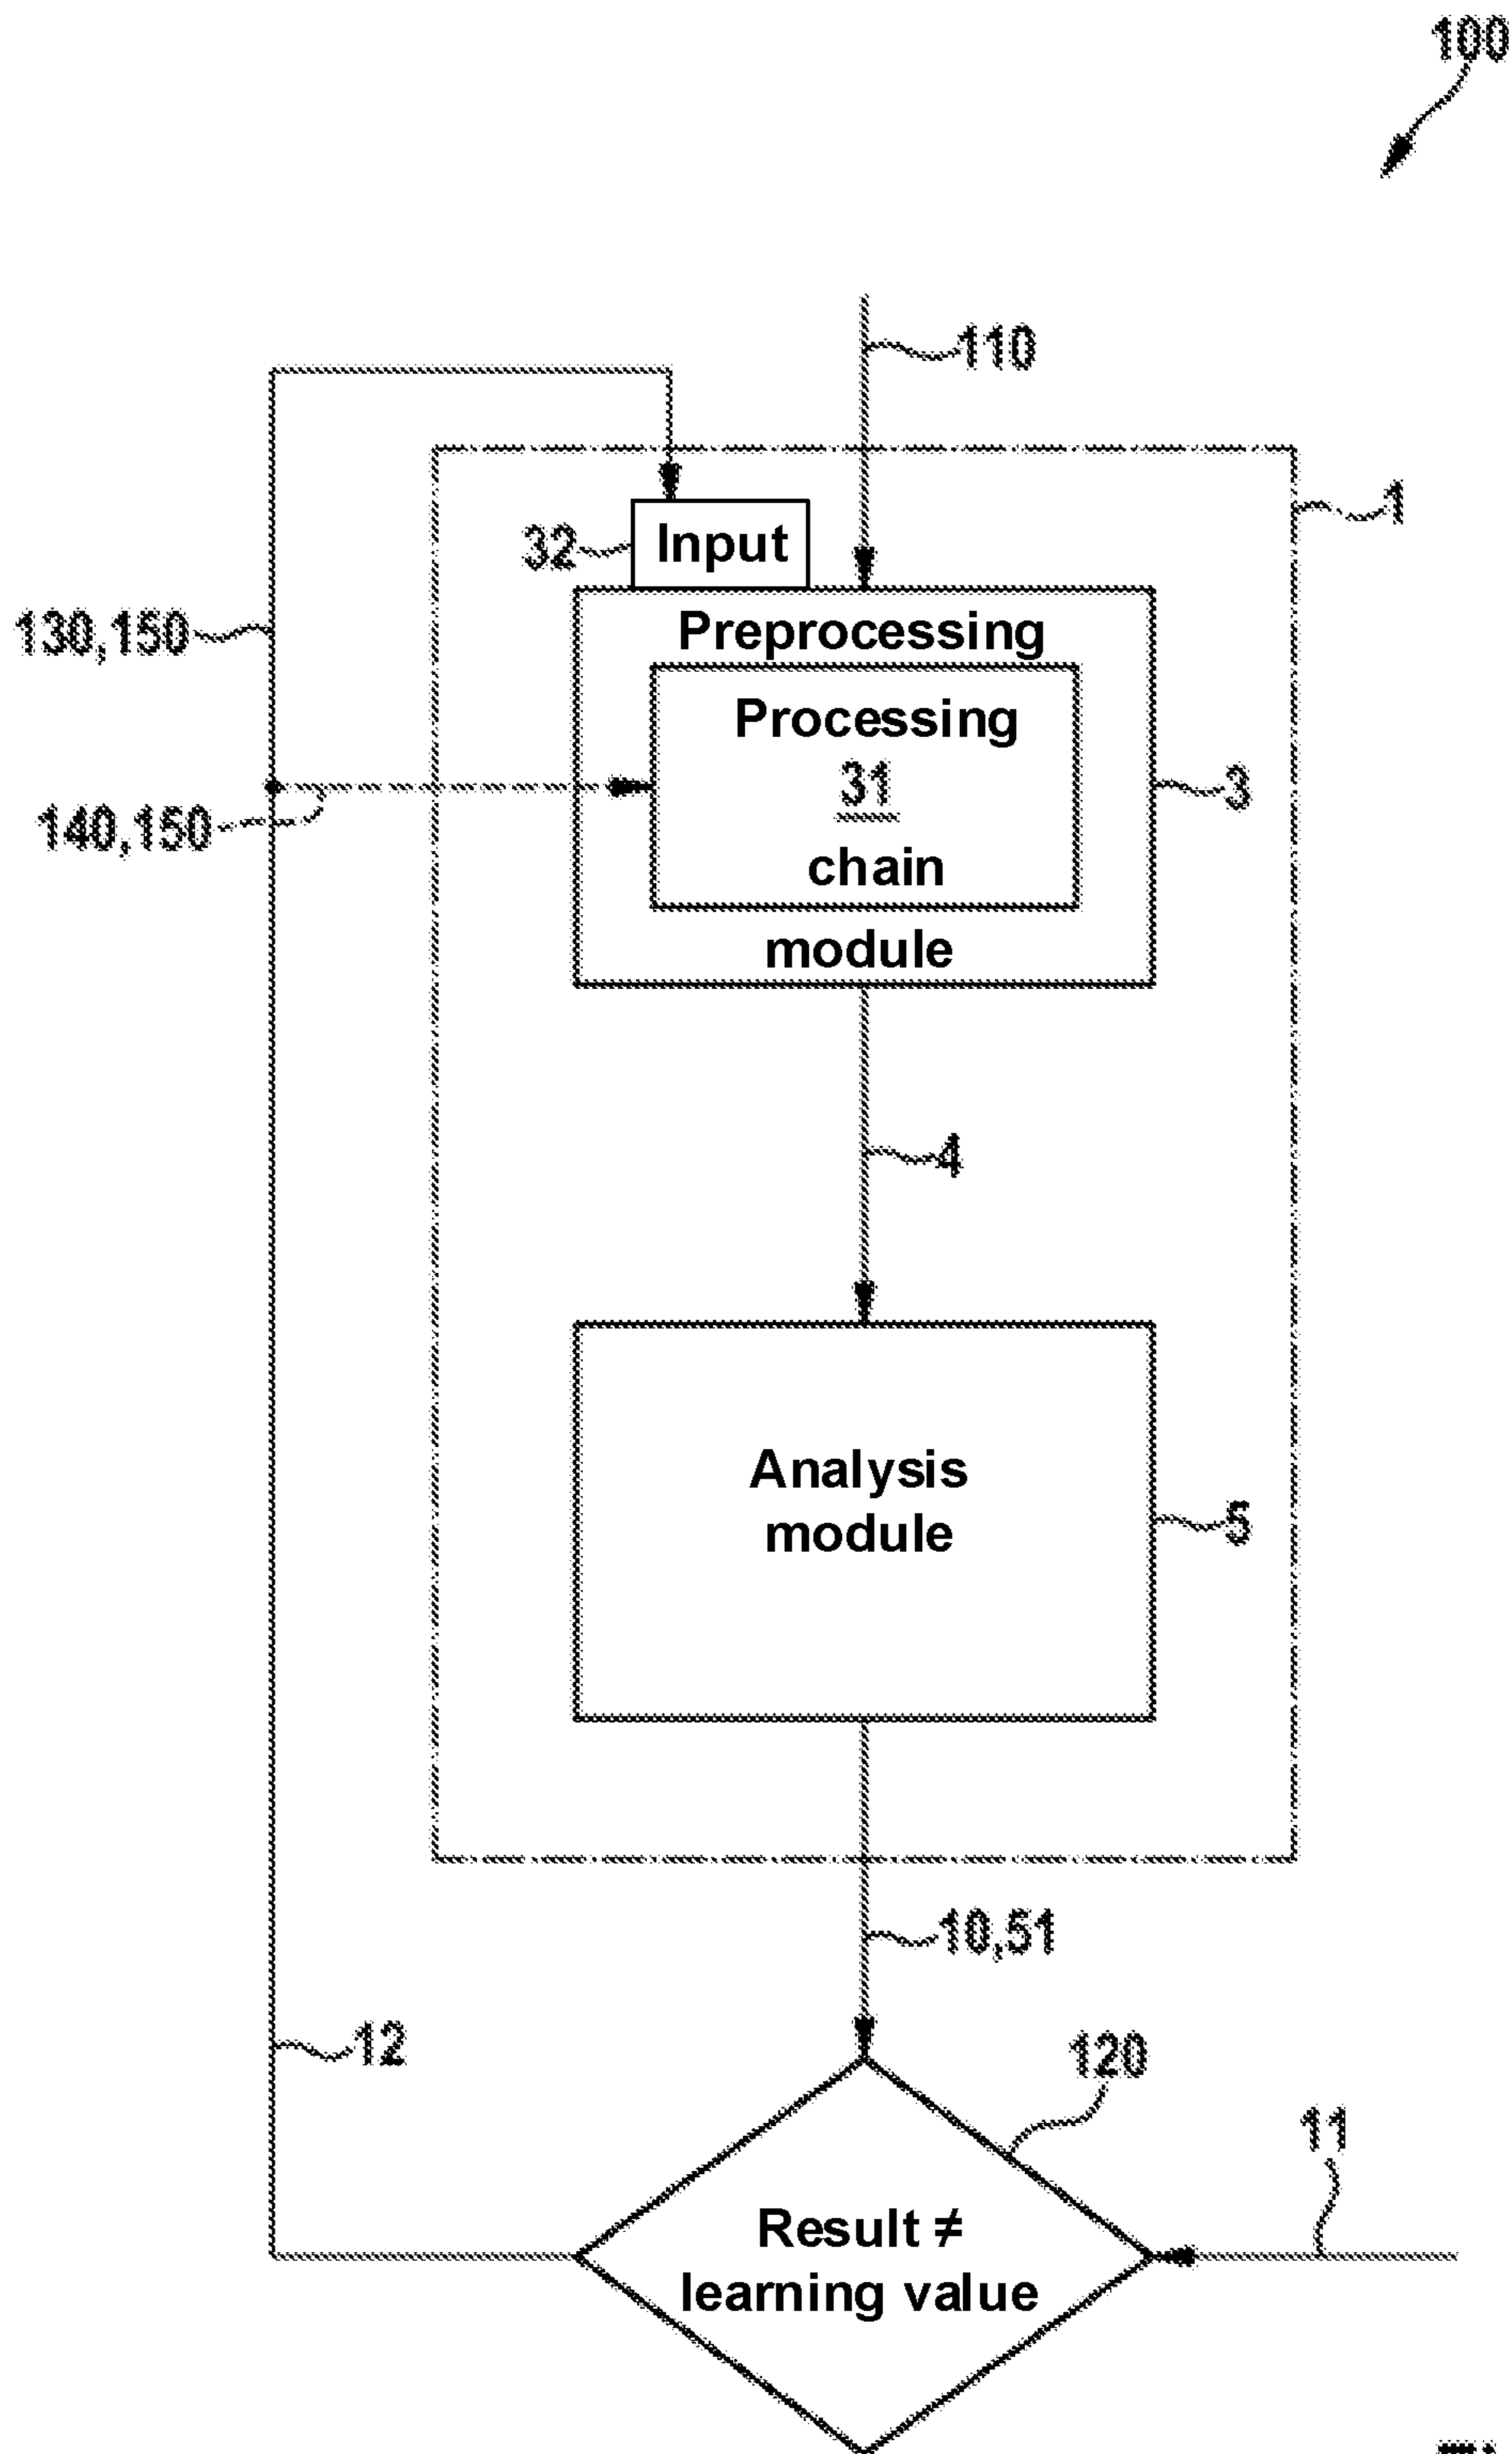 100
110
1
32
Input
130,150
Preprocessing
Processing
31
chain
module
3
140,150
4
Analysis
module
5
10,51
12
120
11
Result ≠
learning value